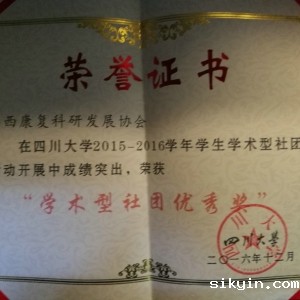 荣誉证书
西康复科研发展协会
在四川大学2015-2016学年学生学术型社团
动开展中成绩突出，荣获
“学术型社团优秀奖”
四川大学
二〇一六年十二月
sikyin.com